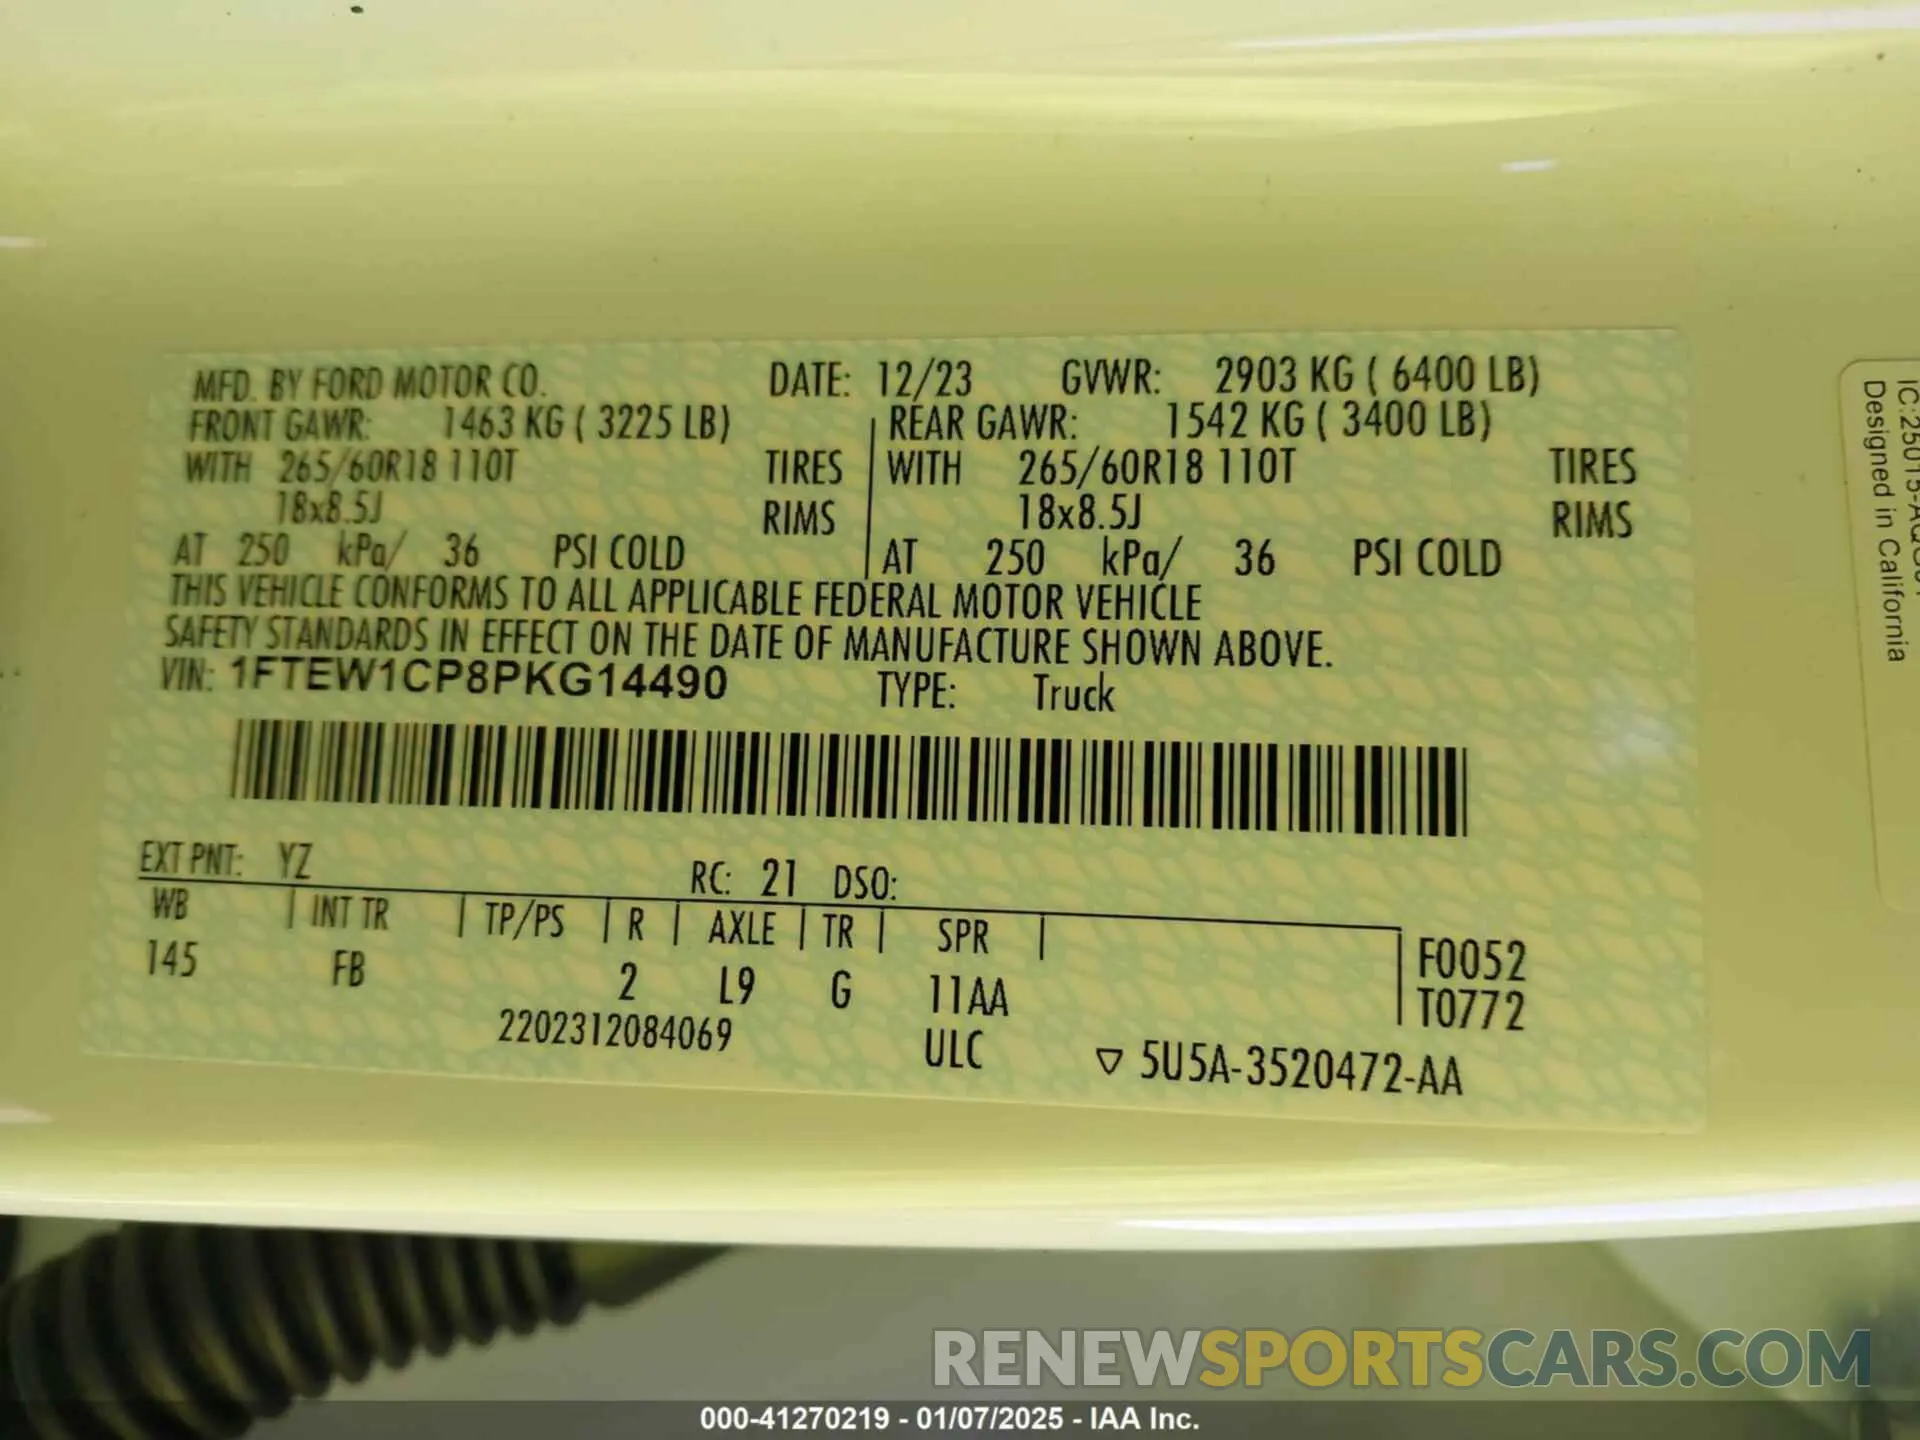 MFD. BY FORD MOTOR CO. DATE: 12/23 GVWR: 2903 KG ( 6400 LB)
FRONT GAWR: 1463 KG ( 3225 LB) REAR GAWR: 1542 KG ( 3400 LB)
WITH 265/60R18 110T TIRES WITH 265/60R18 110T TIRES
18x8.5J RIMS 18x8.5J RIMS
AT 250 kPa/ 36 PSI COLD AT 250 kPa/ 36 PSI COLD
THIS VEHICLE CONFORMS TO ALL APPLICABLE FEDERAL MOTOR VEHICLE
SAFETY STANDARDS IN EFFECT ON THE DATE OF MANUFACTURE SHOWN ABOVE.
VIN: 1FTEW1CP8PKG14490 TYPE: Truck
EXT PNT: YZ RC: 21 DSO:
WB INT TR TP/PS R AXLE TR SPR
145 FB 2 L9 G 11AA
F0052
T0772
2202312084069 ULC ▽ 5U5A-3520472-AA
Designed in California
RENEWSPORTSCARS.COM
000-41270219 - 01/07/2025 - IAA Inc.